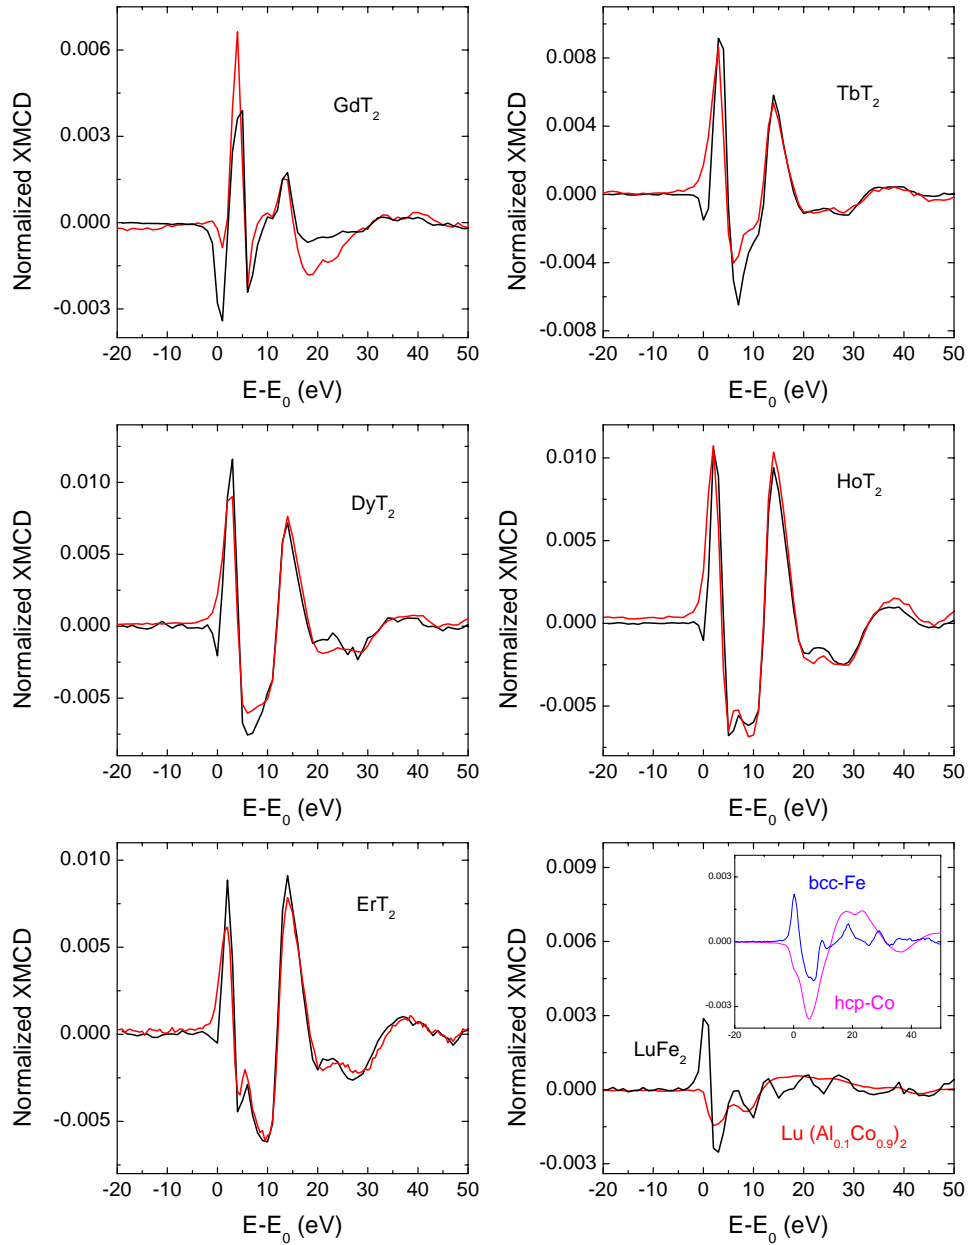 0.006
0.003
0.000
-0.003
Normalized XMCD
GdT2
-20 -10 0 10 20 30 40 50
E-E0 (eV)
0.008
0.004
0.000
-0.004
-0.008
Normalized XMCD
TbT2
-20 -10 0 10 20 30 40 50
E-E0 (eV)
0.010
0.005
0.000
-0.005
Normalized XMCD
DyT2
-20 -10 0 10 20 30 40 50
E-E0 (eV)
0.010
0.005
0.000
-0.005
Normalized XMCD
HoT2
-20 -10 0 10 20 30 40 50
E-E0 (eV)
0.010
0.005
0.000
-0.005
Normalized XMCD
ErT2
-20 -10 0 10 20 30 40 50
E-E0 (eV)
0.009
0.006
0.003
0.000
-0.003
Normalized XMCD
0.003
0.000
-0.003
bcc-Fe
hcp-Co
0 20 40
LuFe2
Lu (Al0.1Co0.9)2
-20 -10 0 10 20 30 40 50
E-E0 (eV)